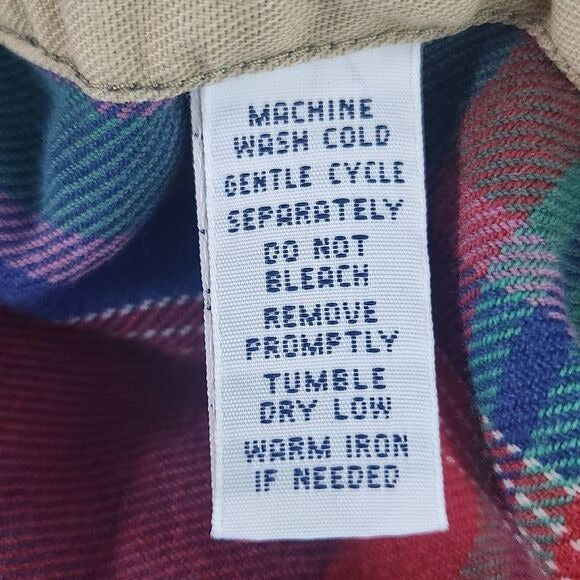 MACHINE
WASH COLD
GENTLE CYCLE
SEPARATELY
DO NOT
BLEACH
REMOVE
PROMPTLY
TUMBLE
DRY LOW
WARM IRON
IF NEEDED